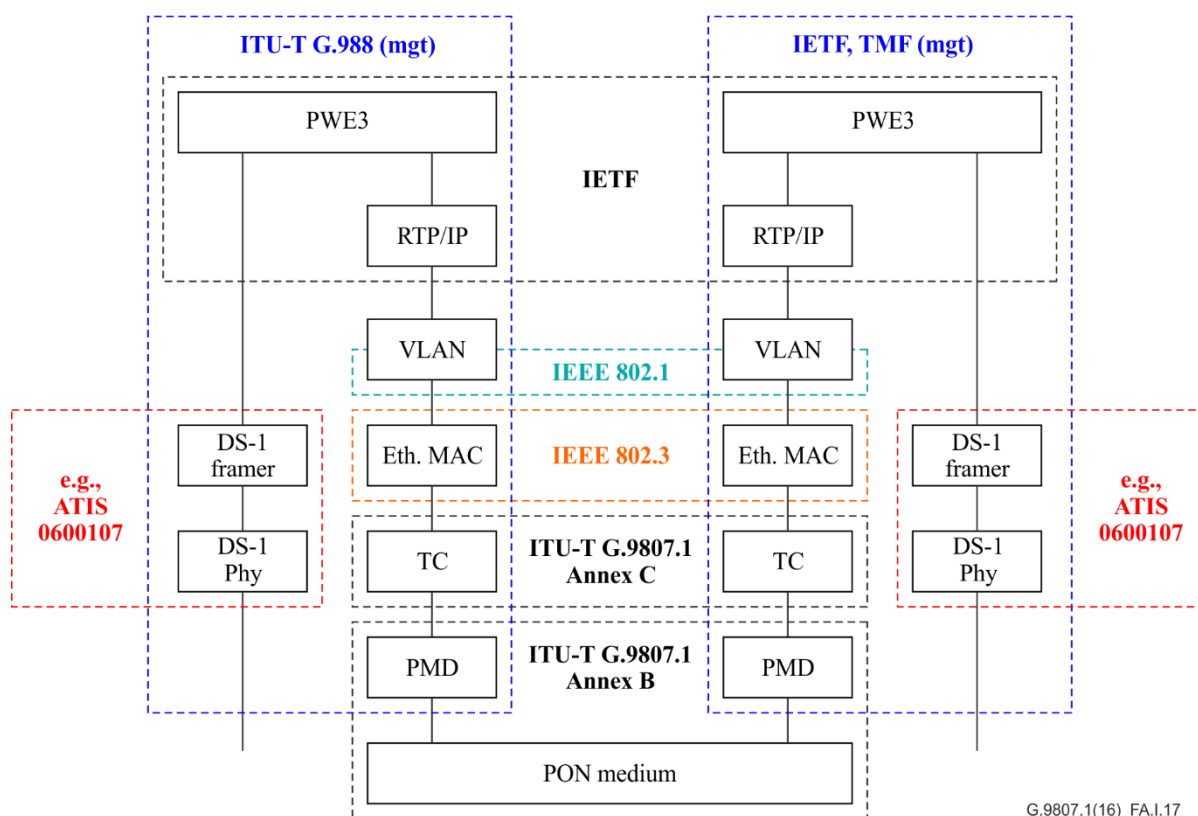 ITU-T G.988 (mgt)
IETF, TMF (mgt)
PWE3
PWE3
IETF
RTP/IP
RTP/IP
VLAN
VLAN
IEEE 802.1
DS-1
framer
Eth. MAC
IEEE 802.3
Eth. MAC
DS-1
framer
e.g.,
ATIS
0600107
e.g.,
ATIS
0600107
DS-1
Phy
TC
ITU-T G.9807.1
Annex C
TC
DS-1
Phy
PMD
ITU-T G.9807.1
Annex B
PMD
PON medium
G.9807.1(16)_FA.I.17